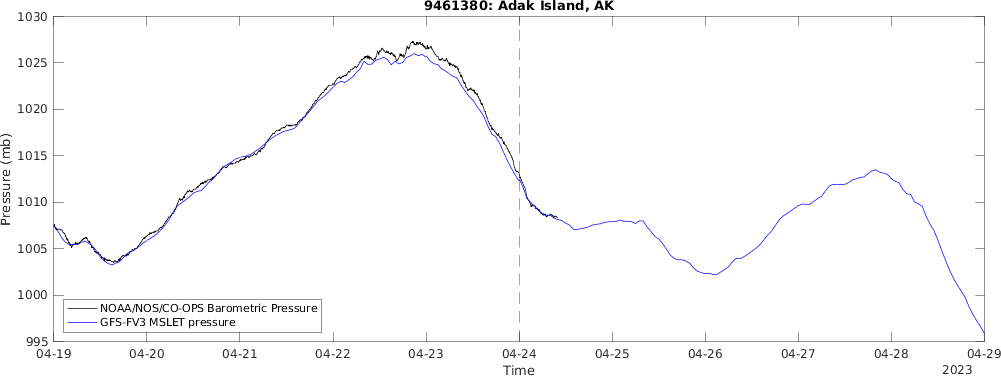 9461380: Adak Island, AK
1030
1025
1020
1015
1010
1005
1000
995
Pressure (mb)
NOAA/NOS/CO-OPS Barometric Pressure
GFS-FV3 MSLET pressure
04-19 04-20 04-21 04-22 04-23 04-24 04-25 04-26 04-27 04-28 04-29
Time
2023